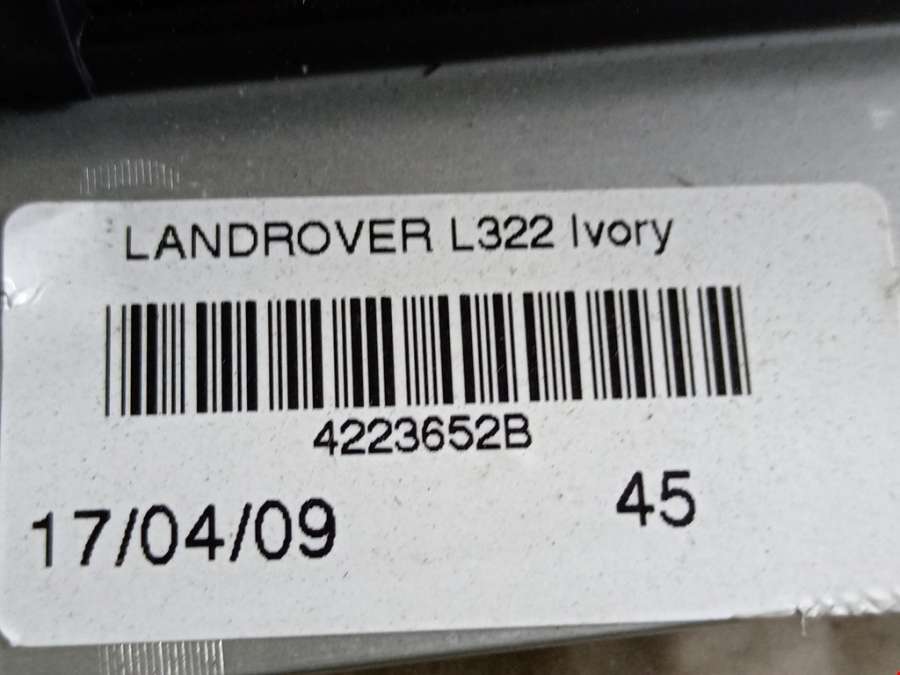 LANDROVER L322 Ivory
4223652B
17/04/09 45